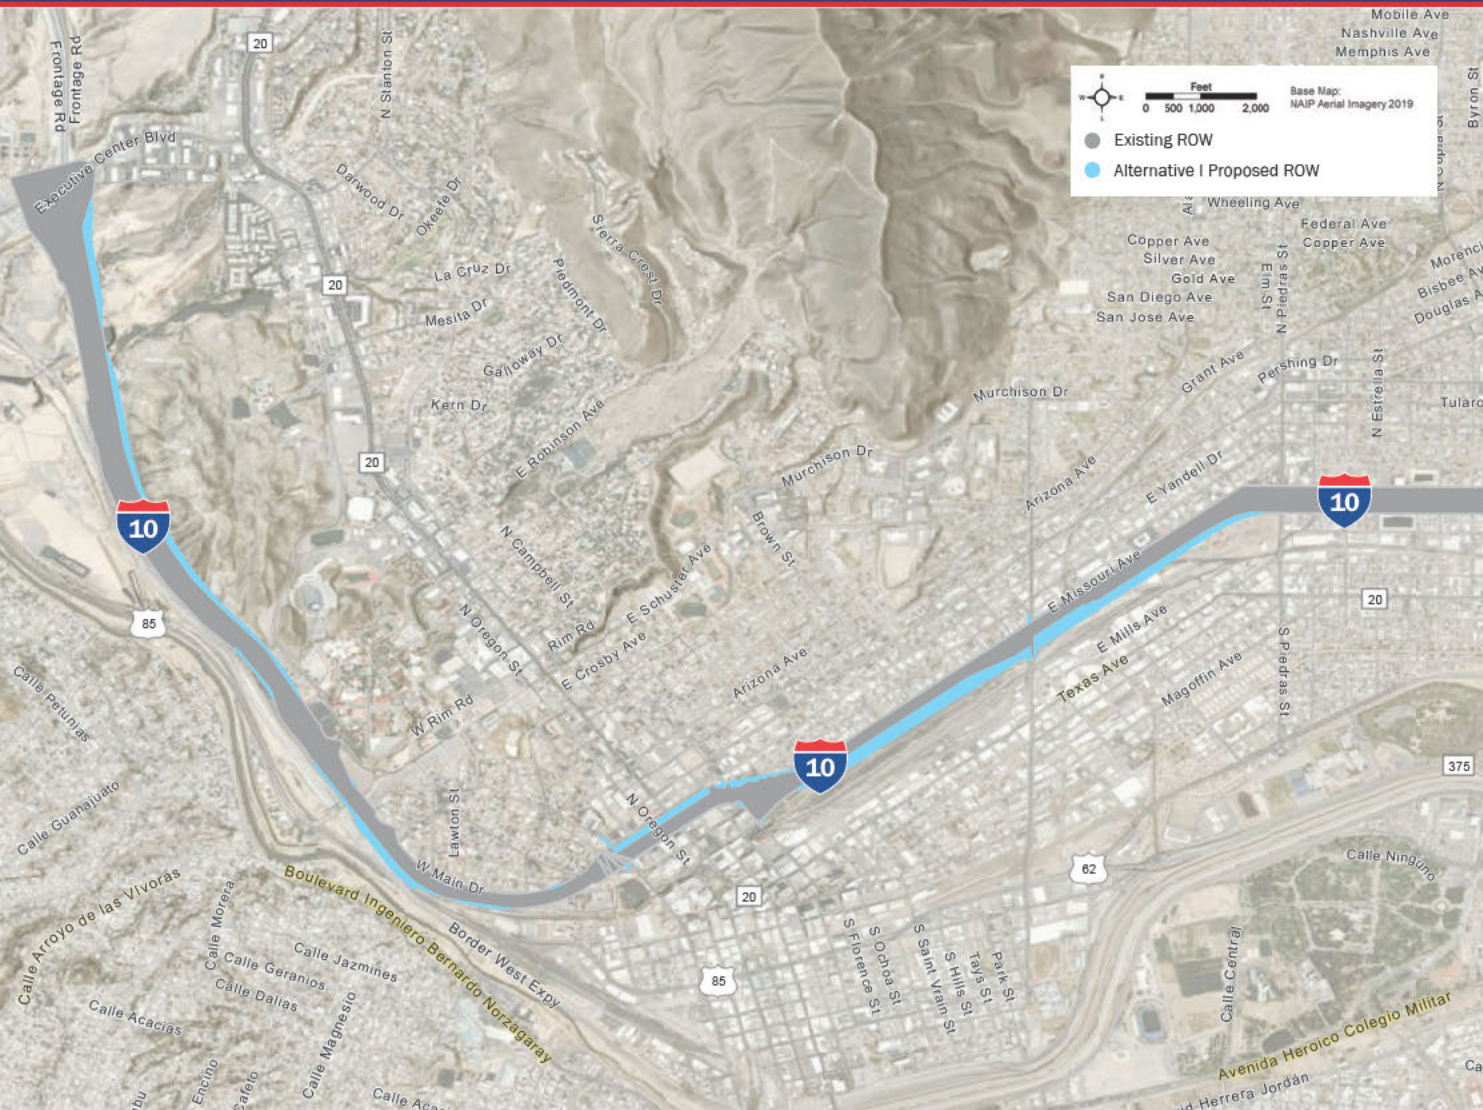 Mobile Ave
Nashville Ave
Memphis Ave
Byron St
Frontage Rd
Frontage Rd
20
N Stanton St
N
W
E
Feet
0 500 1,000 2,000
Base Map:
NAIP Aerial Imagery 2019
Existing ROW
Alternative I Proposed ROW
Executive Center Blvd
Darwood Dr
Okeefe Dr
Sierra Crest Dr
Wheeling Ave
Federal Ave
Copper Ave
Copper Ave
Silver Ave
Gold Ave
San Diego Ave
San Jose Ave
Elm St
N Piedras St
Bisbee
Douglas
20
La Cruz Dr
Mesita Dr
Piedmont Dr
Galloway Dr
Kern Dr
E Robinson Ave
Murchison Dr
Grant Ave
Pershing Dr
N Estrella St
20
Murchison Dr
Arizona Ave
E Yandell Dr
10
10
N Campbell St
E Schuster Ave
Brown St
E Missouri Ave
20
85
N Oregon St
Rim Rd
E Crosby Ave
Arizona Ave
E Mills Ave
Texas Ave
Magoffin Ave
S Piedras St
Calle Petunias
W Rim Rd
10
375
Calle Guanajuato
Lawton St
N Oregon St
W Main Dr
62
Calle Ninguno
20
Calle Arroyo de las Vívoras
Calle Morera
Boulevard Ingeniero Bernardo Norzagaray
Border West Expy
Calle Jazmines
Calle Geranios
Calle Dallas
Calle Acacias
Calle Magnesio
85
S Florence St
S Ochoa St
S Saint Vrain St
S Hills St
Tays St
Park St
Calle Central
Avenida Heroico Colegio Militar
Encino
Calle
Herrera Jordán